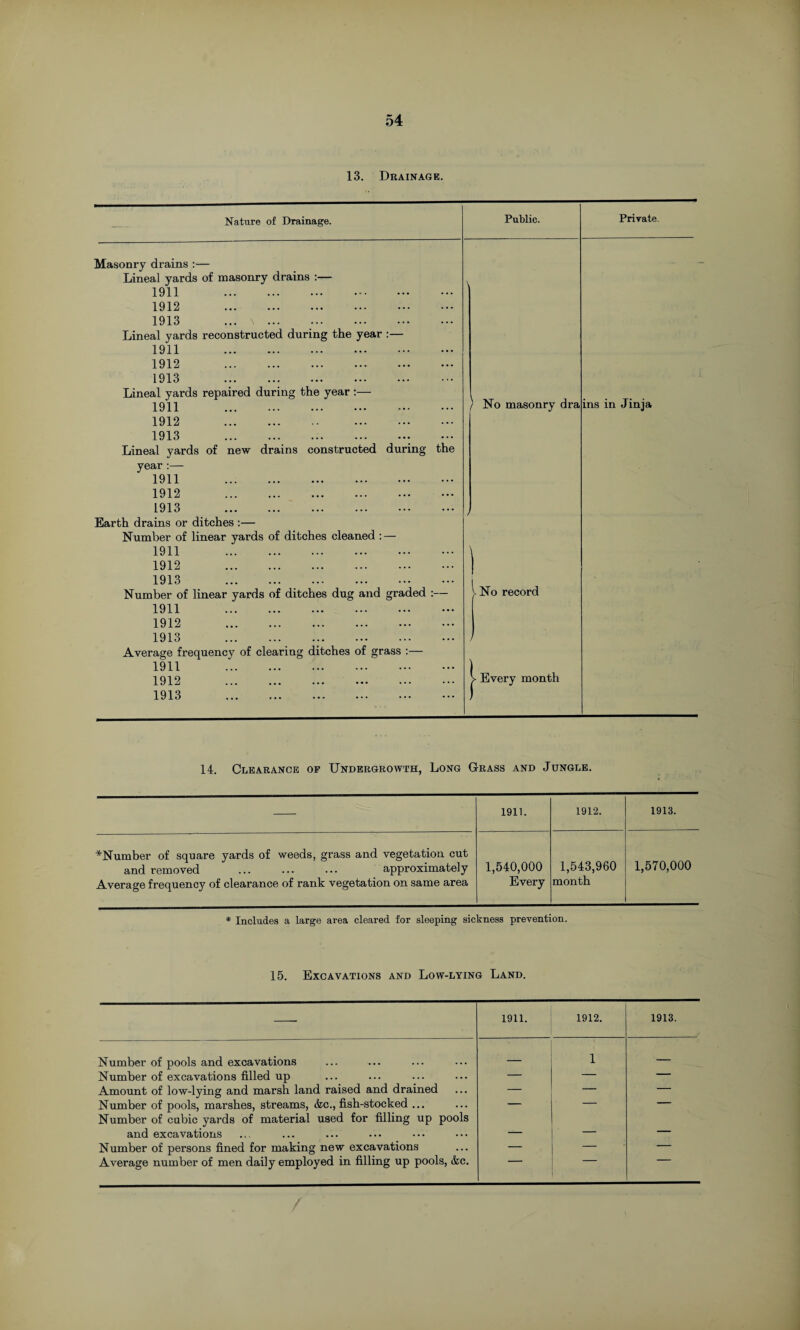 54
13. Drainage.
Nature of Drainage. Public. Private.
Masonry drains :—
Lineal yards of masonry drains :—
1911 ... ... ... ... ... ...
1912 ... ... ... ... ... ...
1913 ... ... ... ... ... ...
Lineal yards reconstructed during the year :—
1911 ... ... ... ... ... ...
1912 ... ... ... ... ... ...
1913 ... ... ... ... ... ...
Lineal yards repaired during the year :—
1911 ... ... ... ... ... ... No masonry drains in Jinja
1912 ... ... .. ... ... ...
1913 ... ... ... ... ... ...
Lineal yards of new drains constructed during the
year :—
1911 ... ... ... ... ... ...
1912 ... ... ... ... ... ...
1913 ... ... ... ... ... ...
Earth drains or ditches :—
Number of linear yards of ditches cleaned :—
1911 ... ... ... ... ... ...
1912 ... ... ... ... ... ...
1913 ... ... ... ... ... ...
Number of linear yards of ditches dug and graded :— No record
1911 ... ... ... ... ... ...
1912 ... ... ... ... ... ...
1913 ... ... ... ... ... ...
Average frequency of clearing ditches of grass :—
1911 ... ... ... ... ... ...
1912 ... ... ... ... ... ... Every month
1913 ... ... ... ... ... ...
14. Clearance of Undergrowth, Long Grass and Jungle.
— 1911. 1912. 1913.
*Number of square yards of weeds, grass and vegetation cut
and removed ... ... ... approximately 1,540,000 1,543,960 1,570,000
Average frequency of clearance of rank vegetation on same area Every month
* Includes a large area cleared for sleeping sickness prevention.
15. Excavations and Low-lying Land.
— 1911. 1912. 1913.
Number of pools and excavations ... ... ... ... — 1 —
Number of excavations filled up ... ... ... ... — — —
Amount of low-lying and marsh land raised and drained ... — — —
Number of pools, marshes, streams, &c., fish-stocked ... ... — — —
Number of cubic yards of material used for filling up pools
and excavations ... ... ... ... ... ... — — —
Number of persons fined for making new excavations ... — — —
Average number of men daily employed in filling up pools, &c. — — —